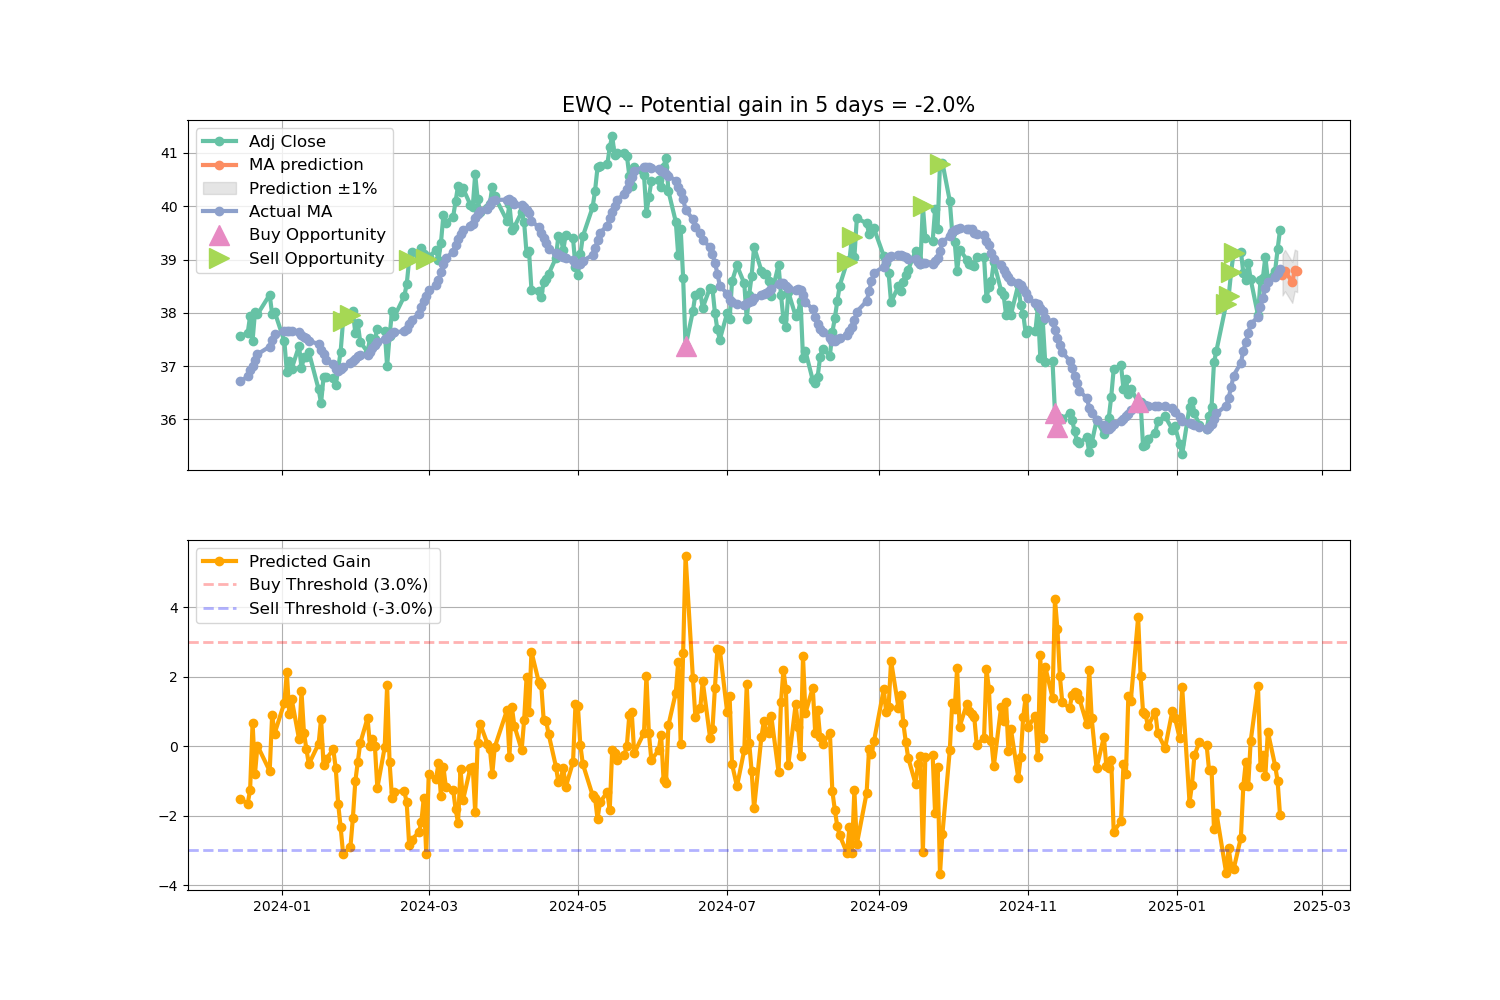 EWQ -- Potential gain in 5 days = -2.0%
Adj Close
MA prediction
Prediction ±1%
Actual MA
Buy Opportunity
Sell Opportunity
41
40
39
38
37
36
Predicted Gain
Buy Threshold (3.0%)
Sell Threshold (-3.0%)
4
2
0
−2
−4
2024-01 2024-03 2024-05 2024-07 2024-09 2024-11 2025-01 2025-03